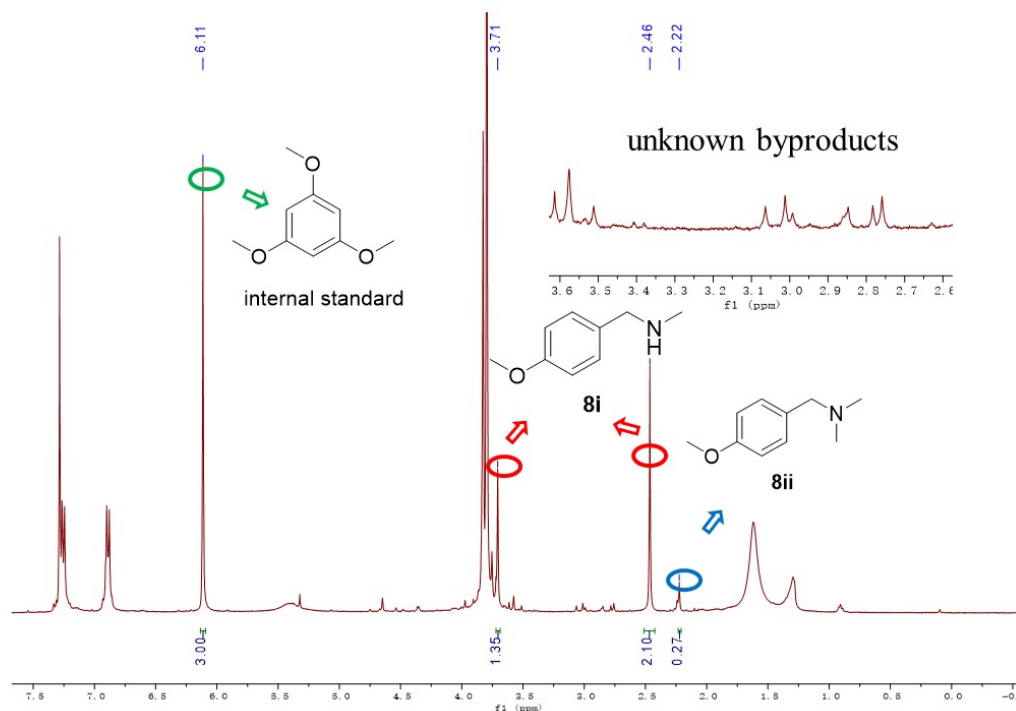 6.11
3.71
2.46
2.22
unknown byproducts
3.6 3.5 3.4 3.3 3.2 3.1 3.0 2.9 2.8 2.7 2.6
f1 (ppm)
O
O
O
internal standard
N
H
O
8i
N
O
8ii
3.00
1.35
2.10
0.27
7.5 7.0 6.5 6.0 5.5 5.0 4.5 4.0 3.5 3.0 2.5 2.0 1.5 1.0 0.5 0.0
f1 (ppm)